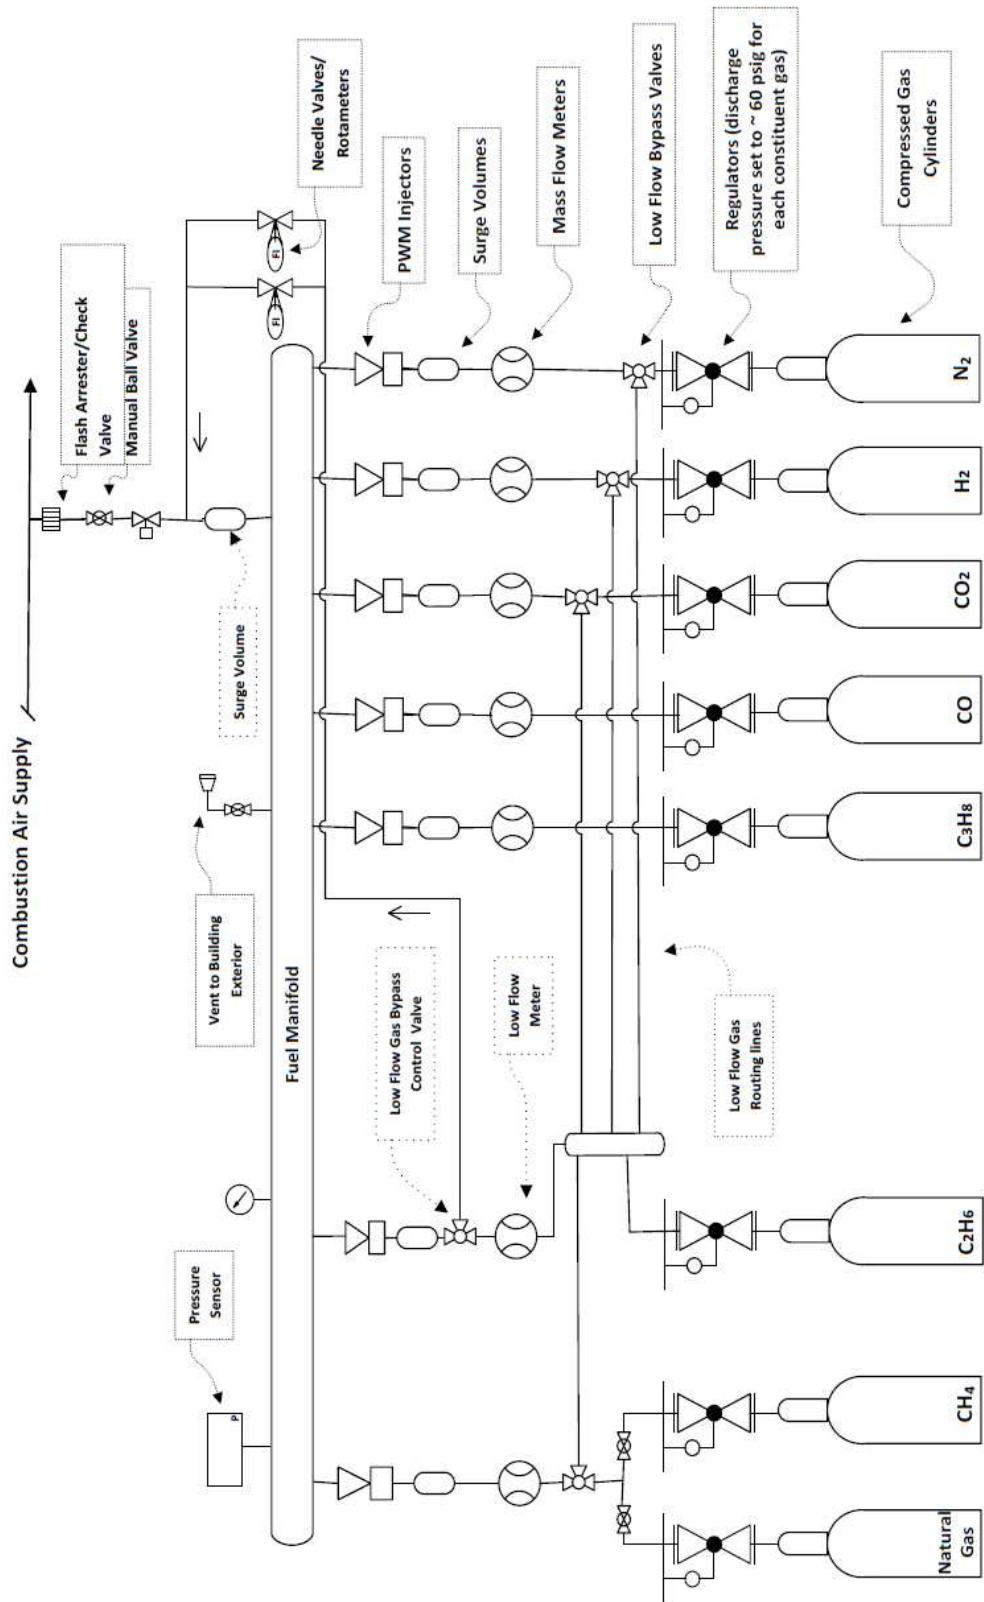 Combustion Air Supply
Flash Arrester/Check
Valve
Manual Ball Valve
Needle Valves/
Rotameters
FI
FI
Surge Volume
Vent to Building
Exterior
Pressure
Sensor
P
Fuel Manifold
PWM Injectors
Surge Volumes
Mass Flow Meters
Low Flow Bypass Valves
Regulators (discharge
pressure set to ~ 60 psig for
each constituent gas)
Compressed Gas
Cylinders
Low Flow Gas Bypass
Control Valve
Low Flow
Meter
Low Flow Gas
Routing lines
Natural
Gas
CH4
C2H6
C3H8
CO
CO2
H2
N2